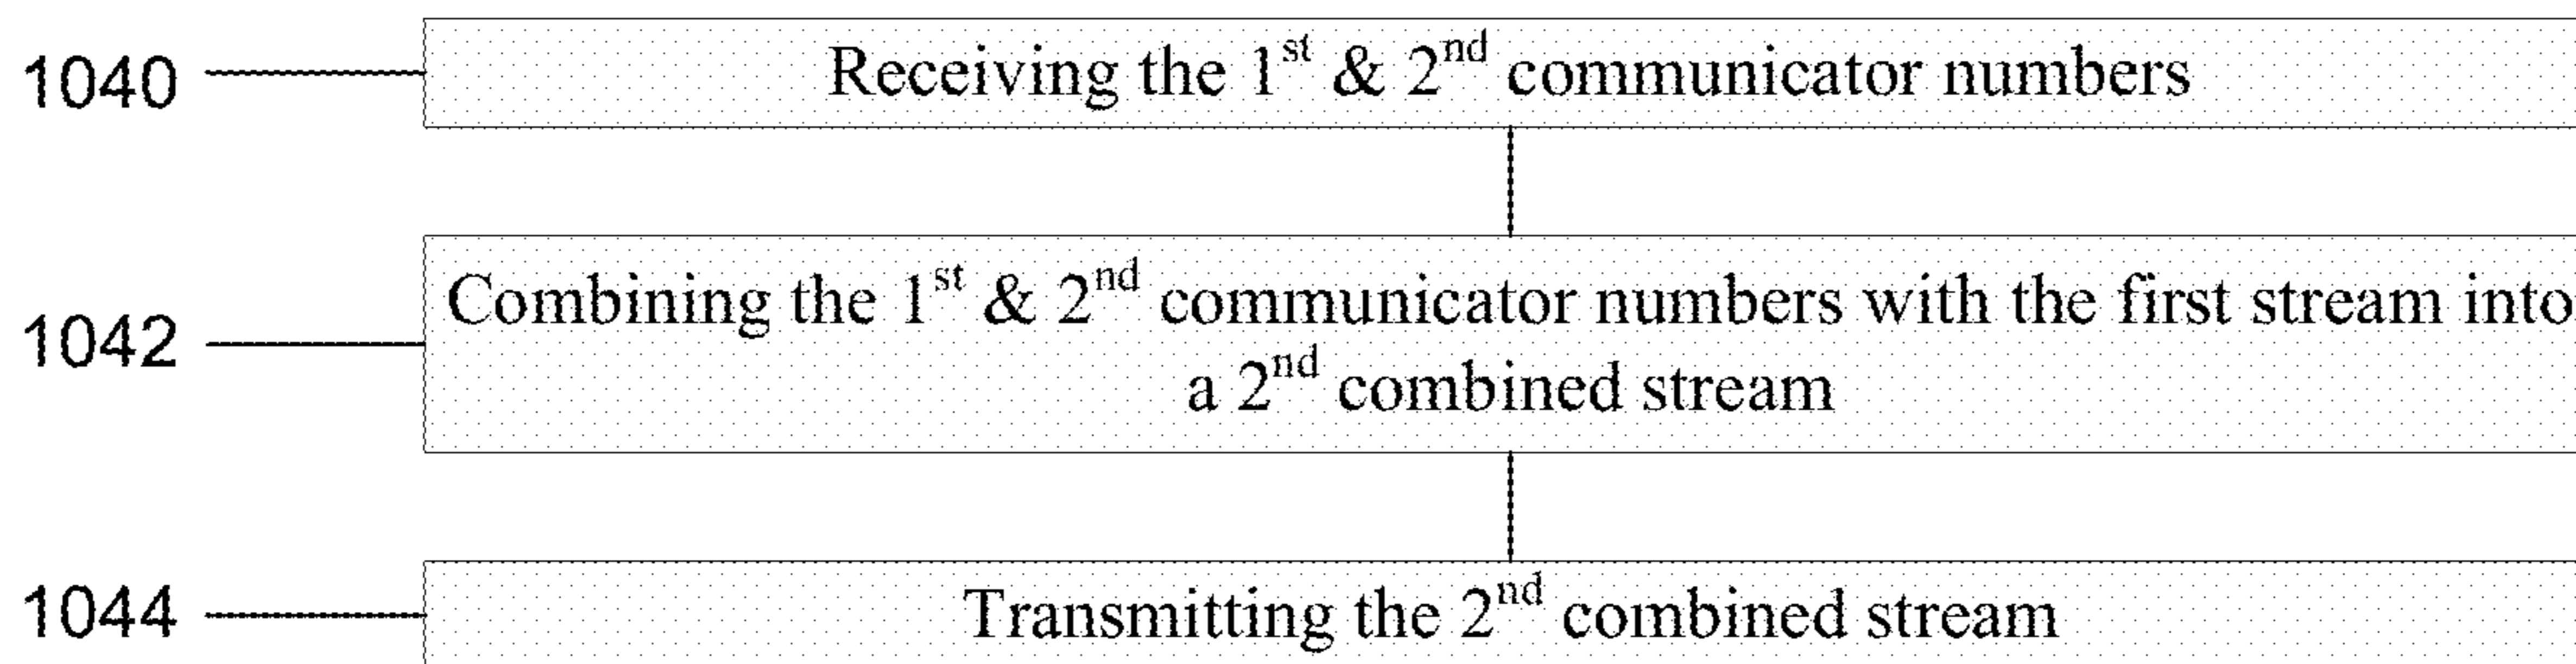 1040 Receiving the 1st & 2nd communicator numbers
1042 Combining the 1st & 2nd communicator numbers with the first stream into
a 2nd combined stream
1044 Transmitting the 2nd combined stream